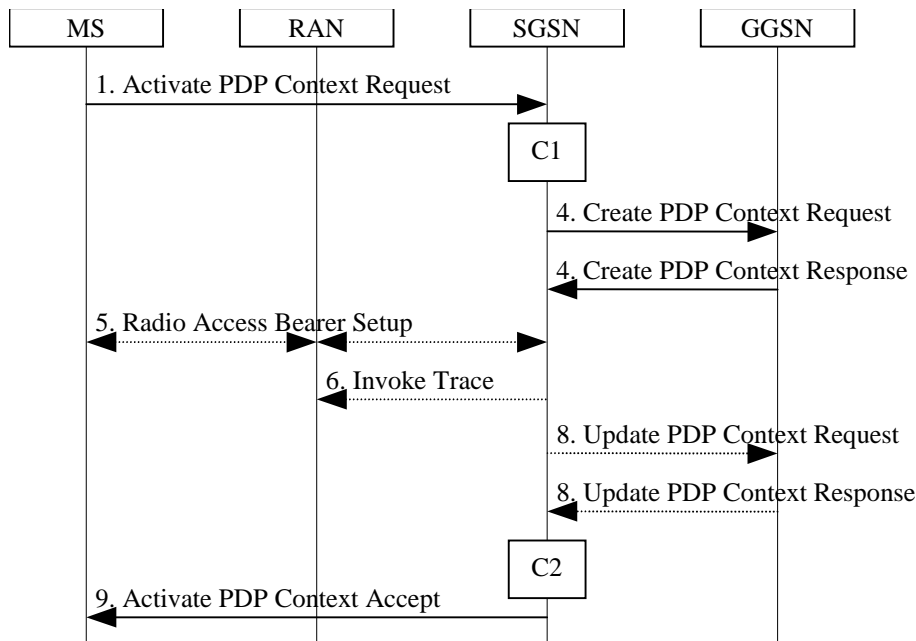 MS
RAN
SGSN
GGSN
1. Activate PDP Context Request
C1
4. Create PDP Context Request
4. Create PDP Context Response
5. Radio Access Bearer Setup
6. Invoke Trace
8. Update PDP Context Request
8. Update PDP Context Response
C2
9. Activate PDP Context Accept